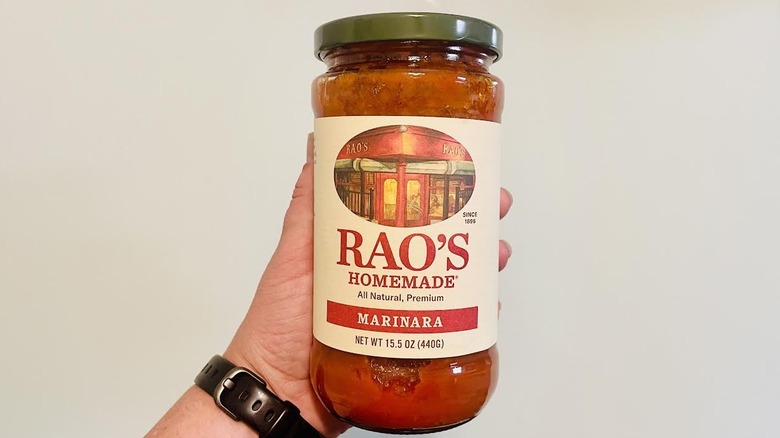 RAO'S RAO'S
SINCE
1896
RAO'S
HOMEMADE®
All Natural, Premium
MARINARA
NET WT 15.5 OZ (440G)